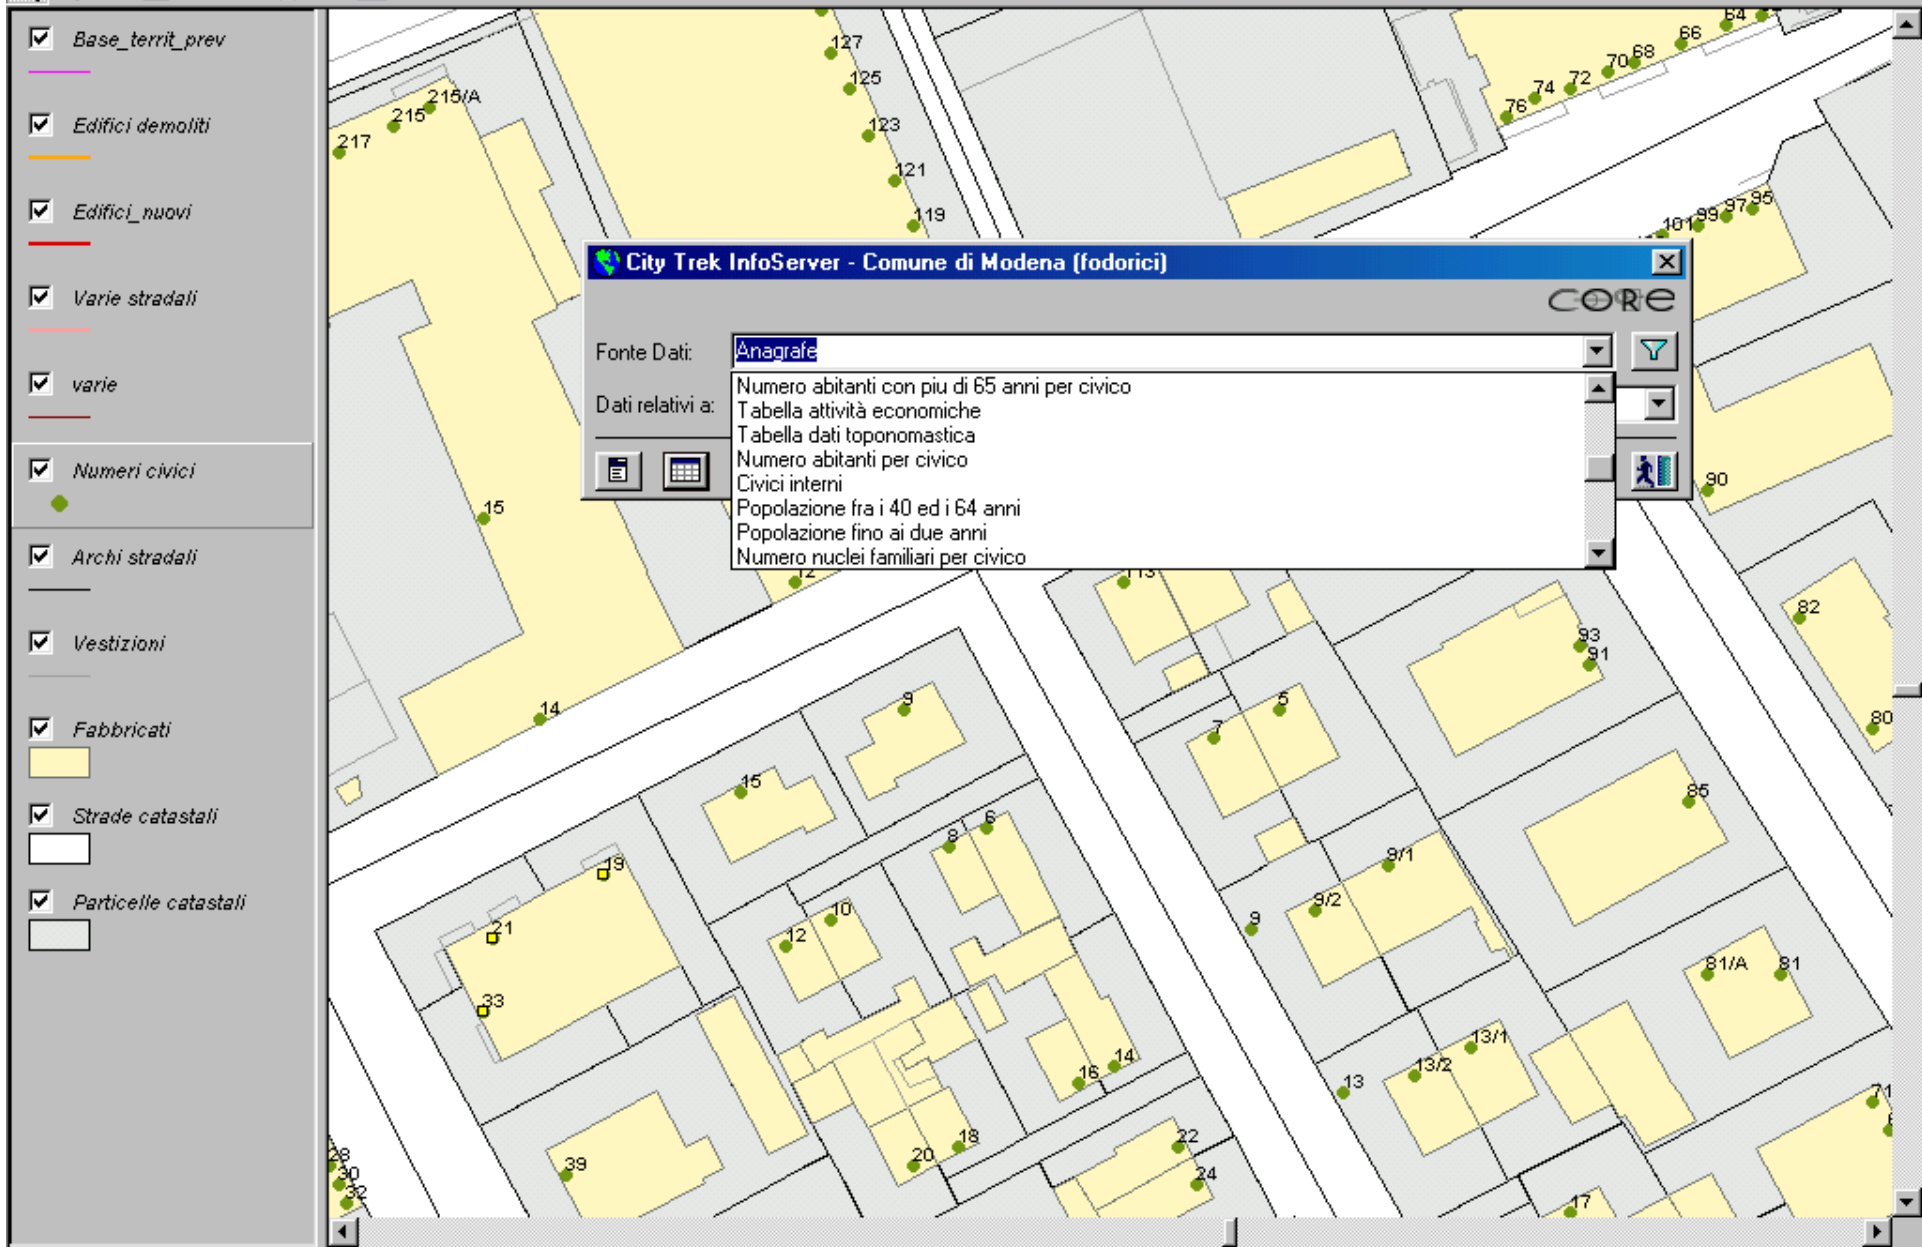 Base_territ_prev
Edifici demoliti
Edifici_nuovi
Varie stradali
varie
Numeri civici
Archi stradali
Vestizioni
Fabbricati
Strade catastali
Particelle catastali
City Trek InfoServer - Comune di Modena (fodorici)
CORE
Fonte Dati:
Anagrafe
Dati relativi a:
Numero abitanti con piu di 65 anni per civico
Tabella attività economiche
Tabella dati toponomastica
Numero abitanti per civico
Civici interni
Popolazione fra i 40 ed i 64 anni
Popolazione fino ai due anni
Numero nuclei familiari per civico
127
125
123
121
119
215/A
215
217
64
66
68
70
72
74
76
95
97
99
101
90
15
12
113
14
82
93
91
80
9
5
7
15
85
6
8
9/1
19
9/2
10
9
21
12
81/A
81
33
13/1
14
13/2
16
13
71
22
18
28
20
39
30
24
32
17